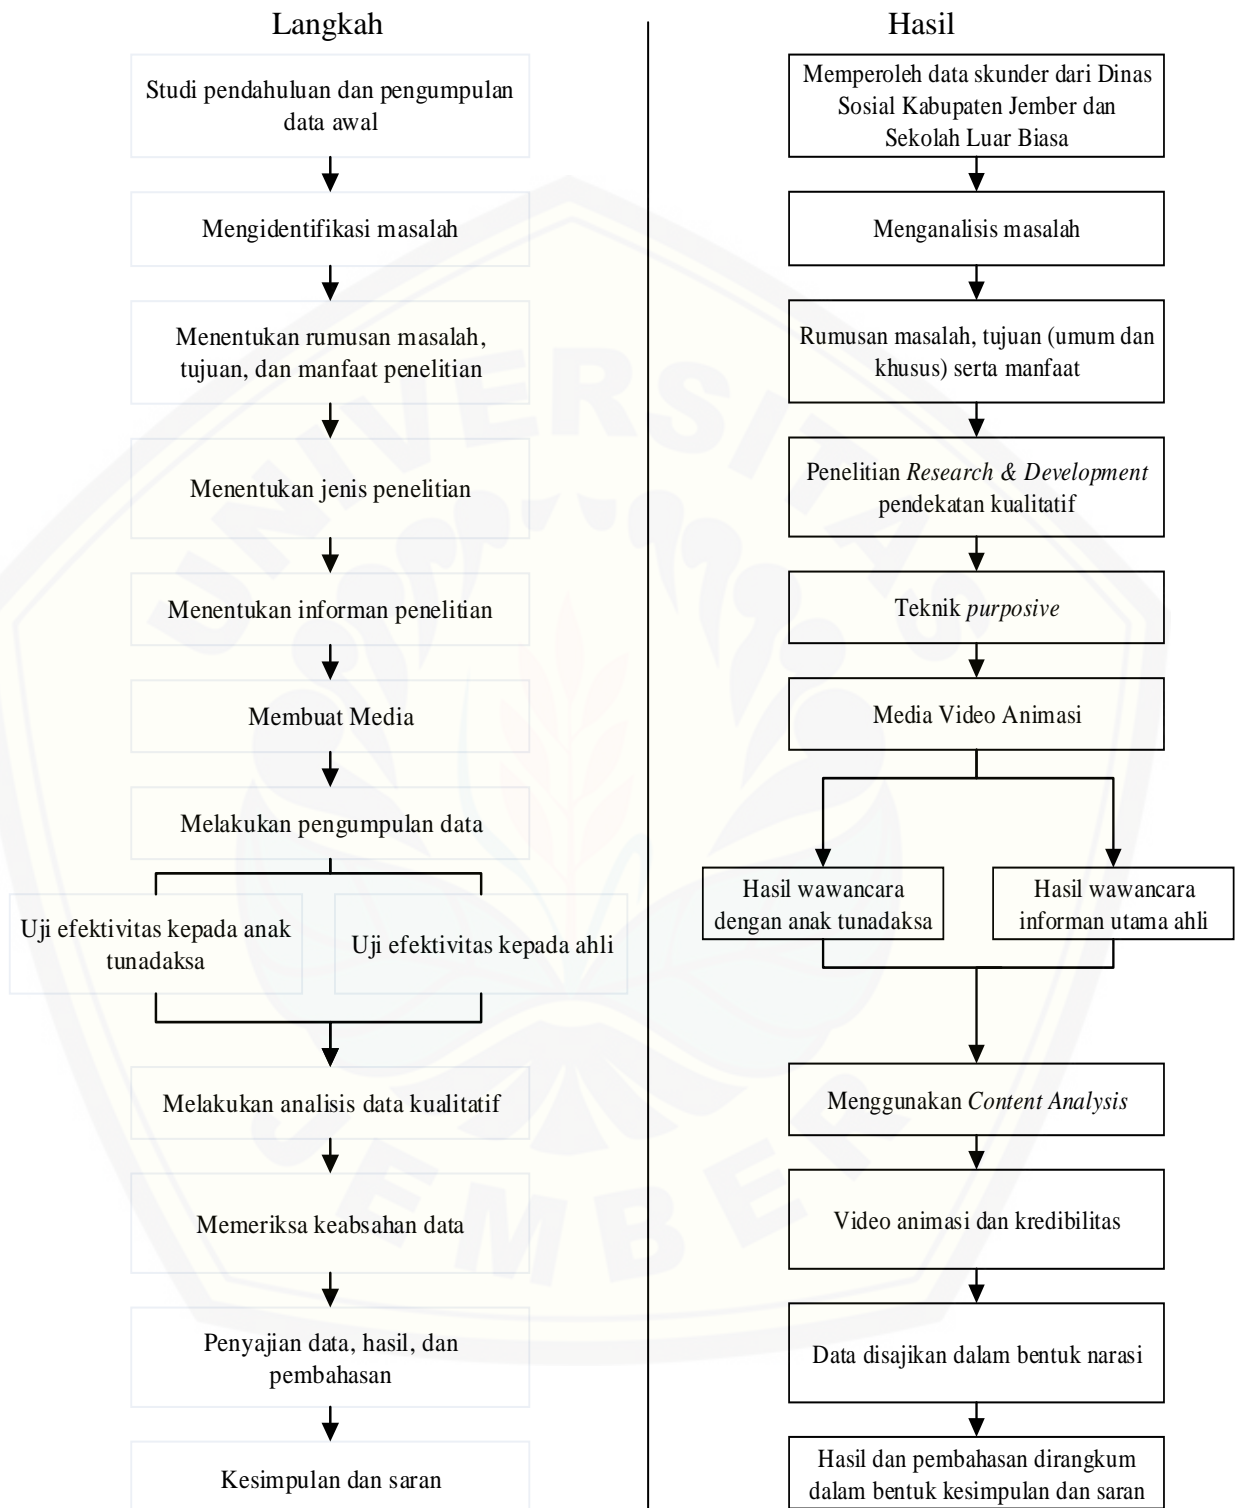 Langkah
Studi pendahuluan dan pengumpulan
data awal
Mengidentifikasi masalah
Menentukan rumusan masalah,
tujuan, dan manfaat penelitian
Menentukan jenis penelitian
Menentukan informan penelitian
Membuat Media
Melakukan pengumpulan data
Uji efektivitas kepada anak
tunadaksa
Uji efektivitas kepada ahli
Melakukan analisis data kualitatif
Memeriksa keabsahan data
Penyajian data, hasil, dan
pembahasan
Kesimpulan dan saran
Hasil
Memperoleh data skunder dari Dinas
Sosial Kabupaten Jember dan
Sekolah Luar Biasa
Menganalisis masalah
Rumusan masalah, tujuan (umum dan
khusus) serta manfaat
Penelitian Research & Development
pendekatan kualitatif
Teknik purposive
Media Video Animasi
Hasil wawancara
dengan anak tunadaksa
Hasil wawancara
informan utama ahli
Menggunakan Content Analysis
Video animasi dan kredibilitas
Data disajikan dalam bentuk narasi
Hasil dan pembahasan dirangkum
dalam bentuk kesimpulan dan saran
UNIVERSITAS
JEMBER